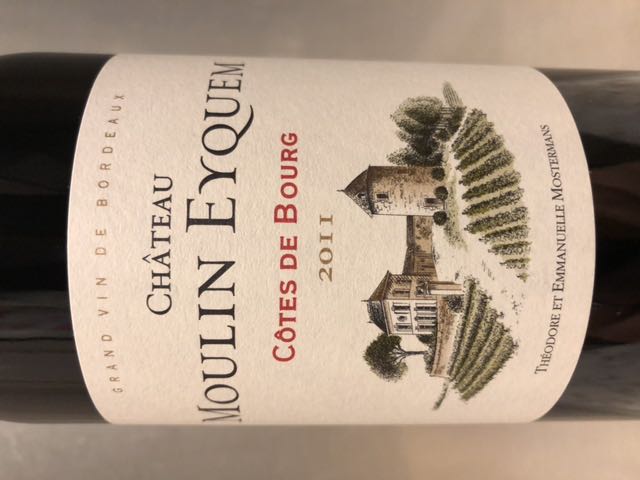 GRAND VIN DE BORDEAUX
CHÂTEAU
MOULIN EYQUEM
CÔTES DE BOURG
2011
THÉODORE ET EMMANUELLE MOSTERMANS